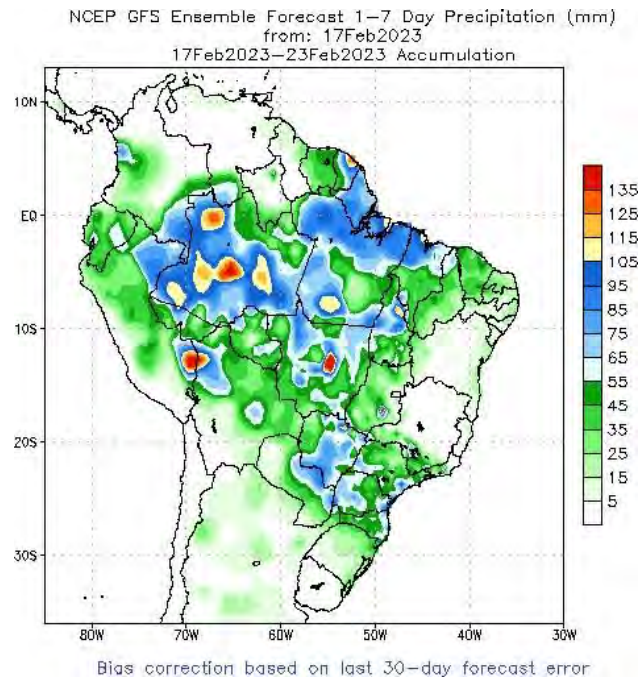 NCEP GFS Ensemble Forecast 1–7 Day Precipitation (mm)
from: 17Feb2023
17Feb2023–23Feb2023 Accumulation
10N
EQ
10S
20S
30S
80W
70W
60W
50W
40W
30W
135
125
115
105
95
85
75
65
55
45
35
25
15
5
Bias correction based on last 30–day forecast error